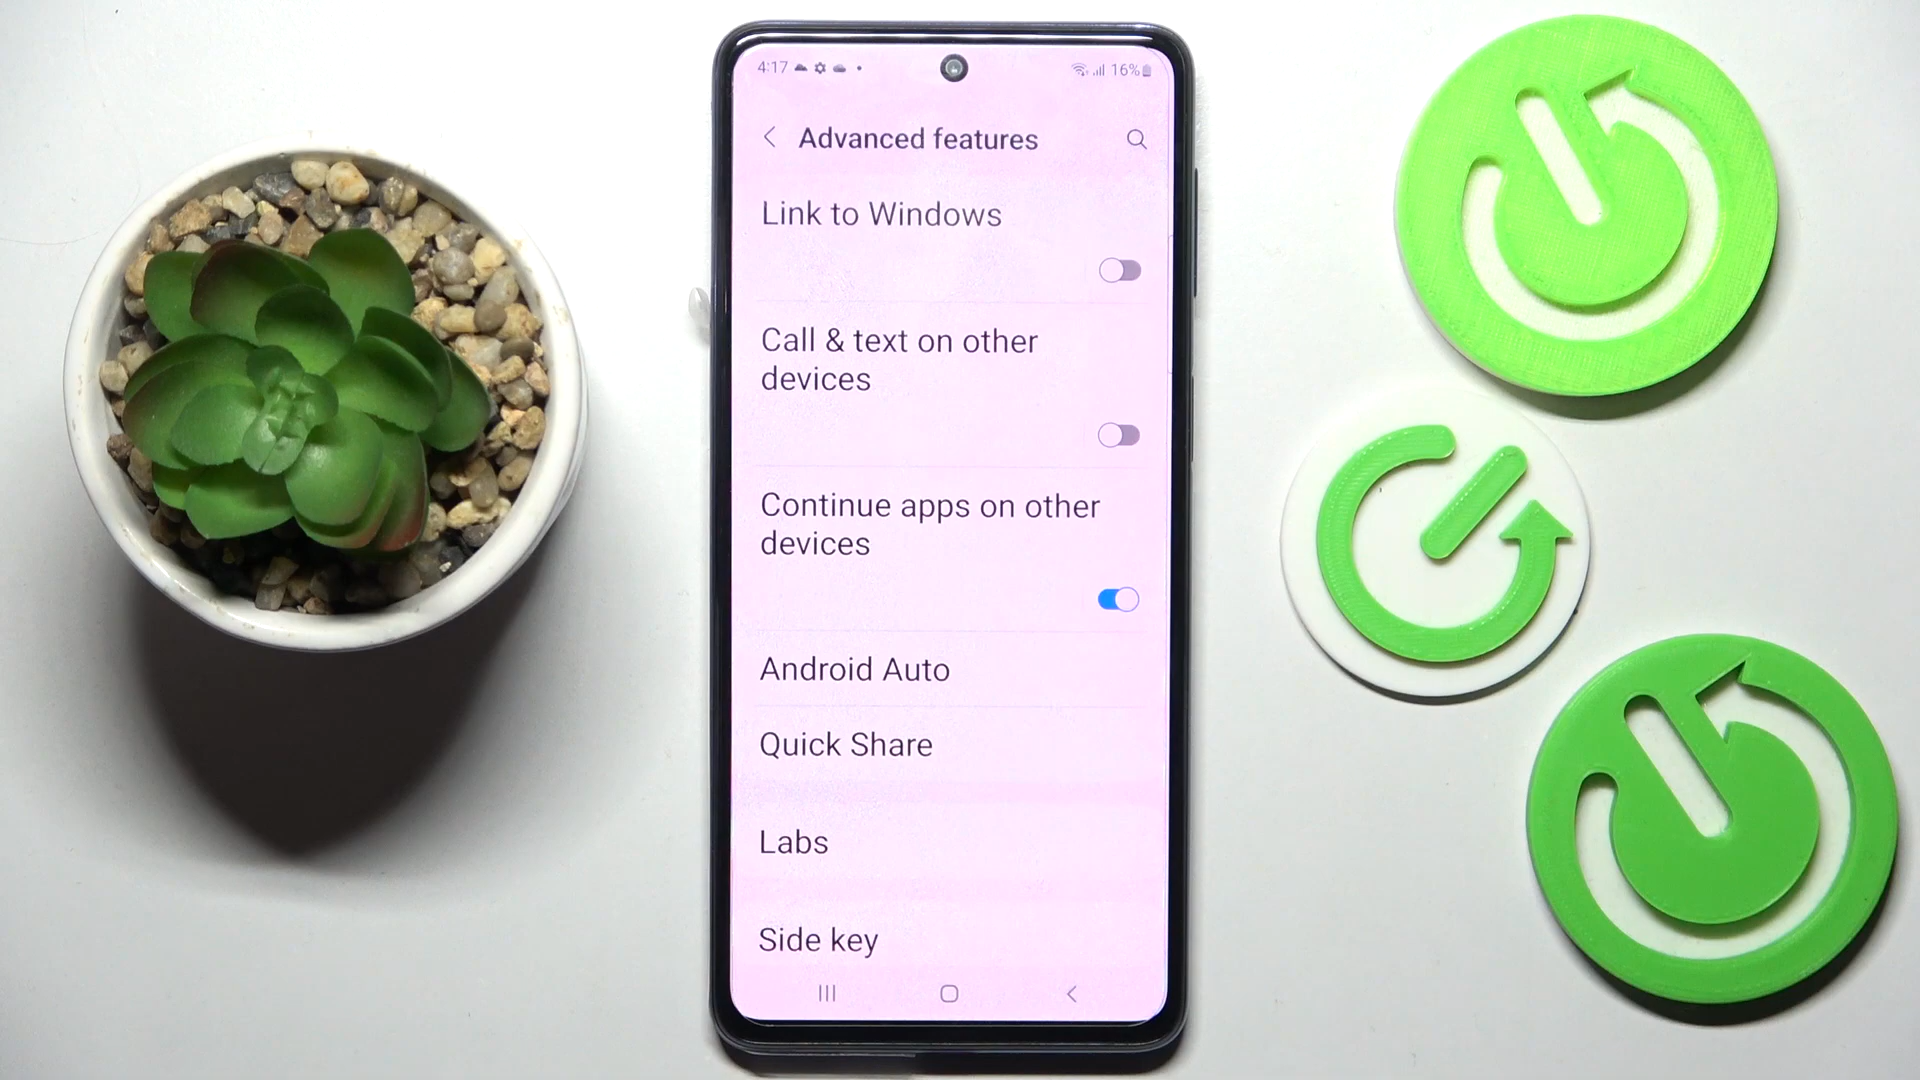 4:17
16%
Advanced features
Link to Windows
Call & text on other
devices
Continue apps on other
devices
Android Auto
Quick Share
Labs
Side key